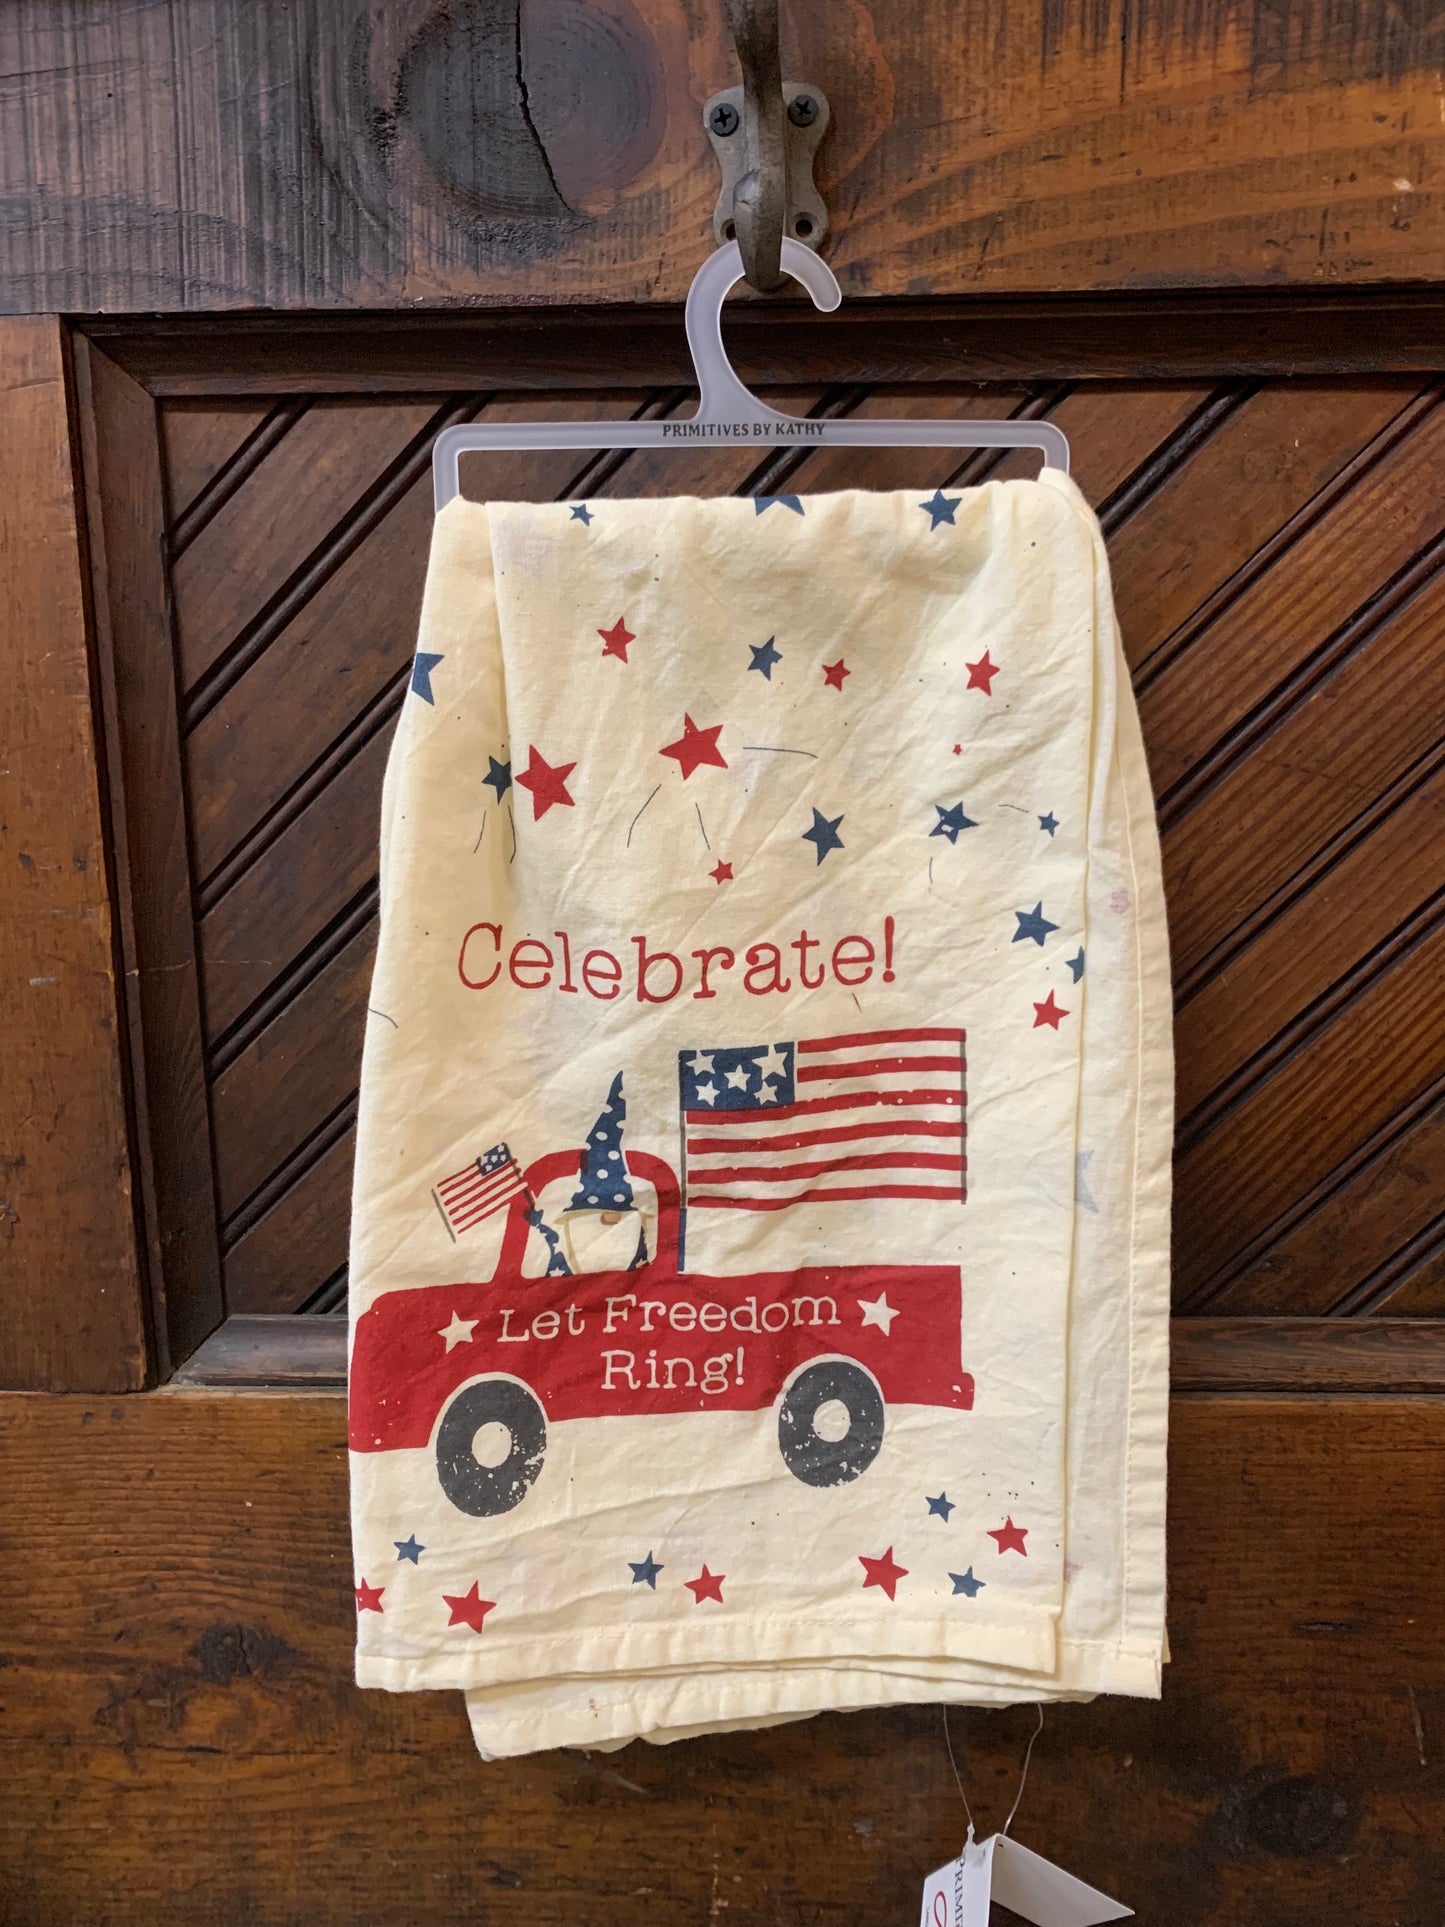 PRIMITIVES BY KATHY
Celebrate!
Let Freedom
Ring!